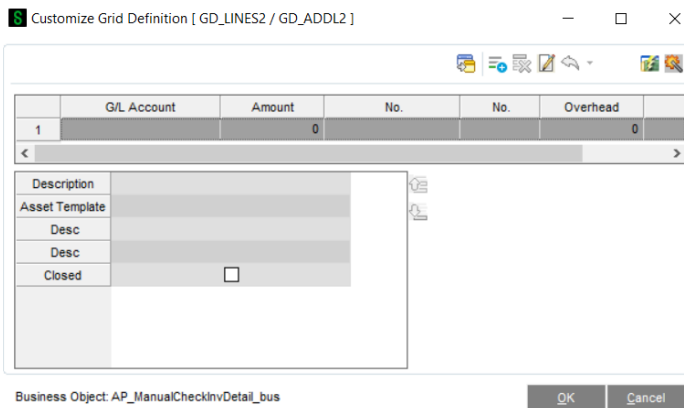 S Customize Grid Definition [ GD_LINES2 / GD_ADDL2 ]
G/L Account Amount No. No. Overhead
1 0 0
Description
Asset Template
Desc
Desc
Closed
Business Object: AP_ManualCheckInvDetail_bus
OK Cancel